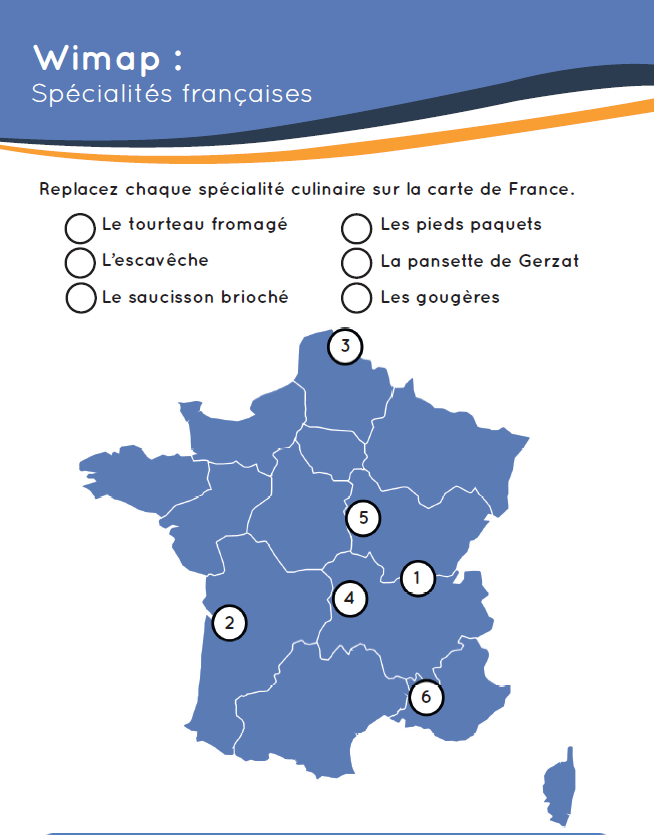 Wimap :
Spécialités françaises
Replacez chaque spécialité culinaire sur la carte de France.
Le tourteau fromagé
Les pieds paquets
L'escavêche
La pansette de Gerzat
Le saucisson brioché
Les gougères
3
5
1
4
2
6